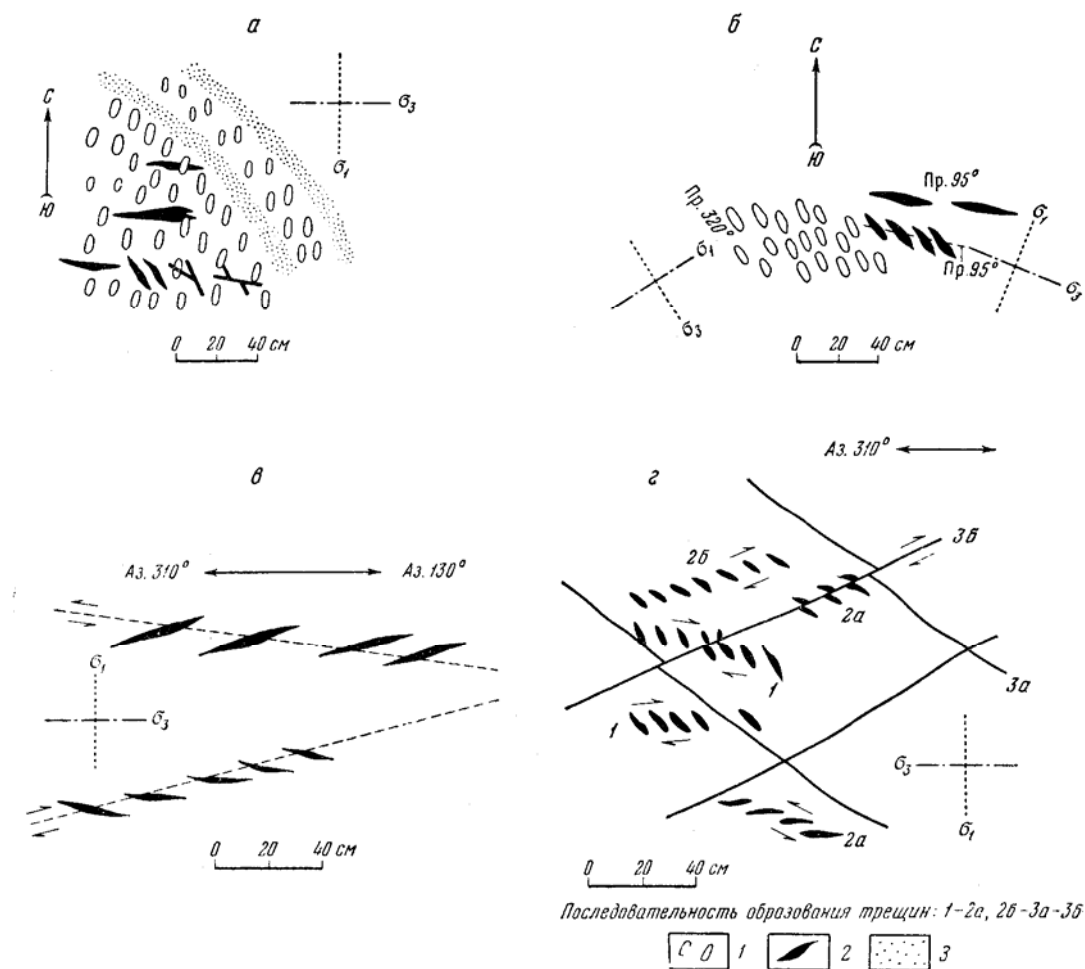 а
С
Ю
σ₃
σ₁
0 20 40 см
б
С
Ю
Пр. 95°
Пр. 320°
σ₁
σ₃
σ₁
Пр. 95°
σ₃
0 20 40 см
в
Аз. 310°
Аз. 130°
σ₁
σ₃
0 20 40 см
г
Аз. 310°
3б
2б
2а
1
3а
1
σ₃
σ₁
2а
0 20 40 см
Последовательность образования трещин: 1-2а, 2б-3а-3б
С 1 2 3